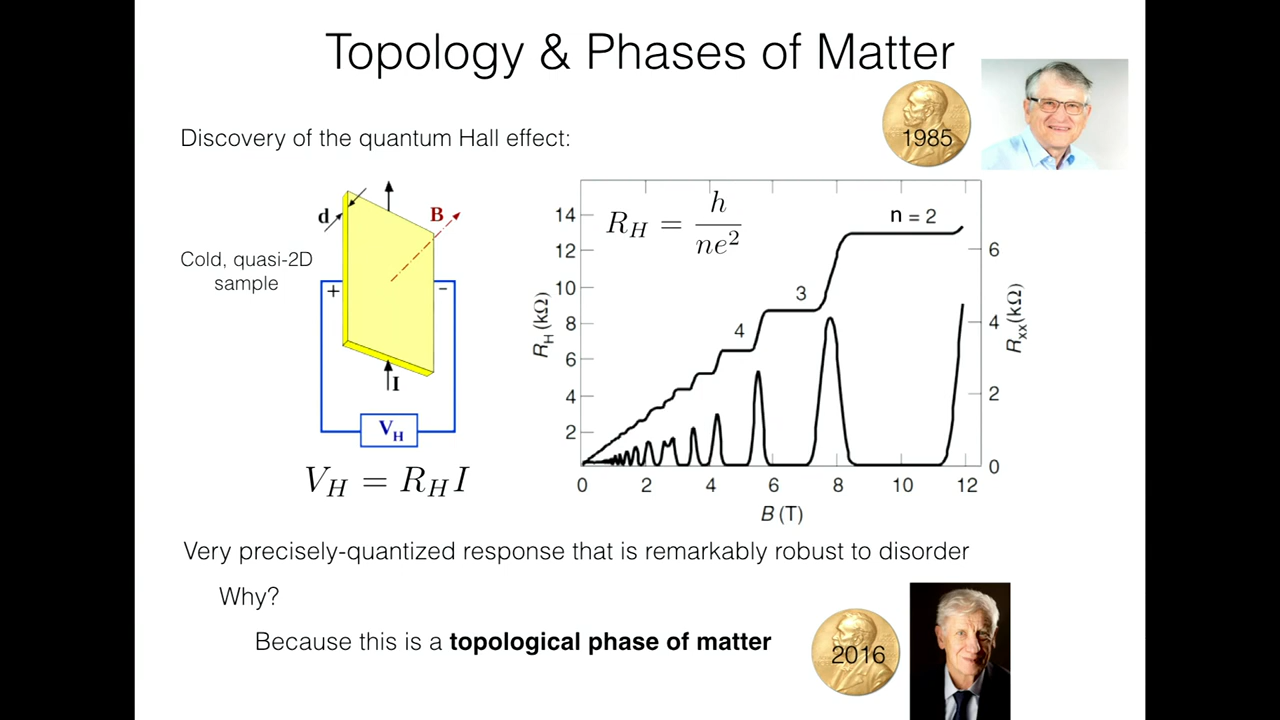 Topology & Phases of Matter
1985
Discovery of the quantum Hall effect:
d
B
Cold, quasi-2D
sample
+
−
I
V_H
V_H = R_H I
R_H = h/ne²
n = 2
3
4
R_H (kΩ)
14
12
10
8
6
4
2
R_xx (kΩ)
6
4
2
0
0 2 4 6 8 10 12
B (T)
Very precisely-quantized response that is remarkably robust to disorder
Why?
Because this is a topological phase of matter
2016